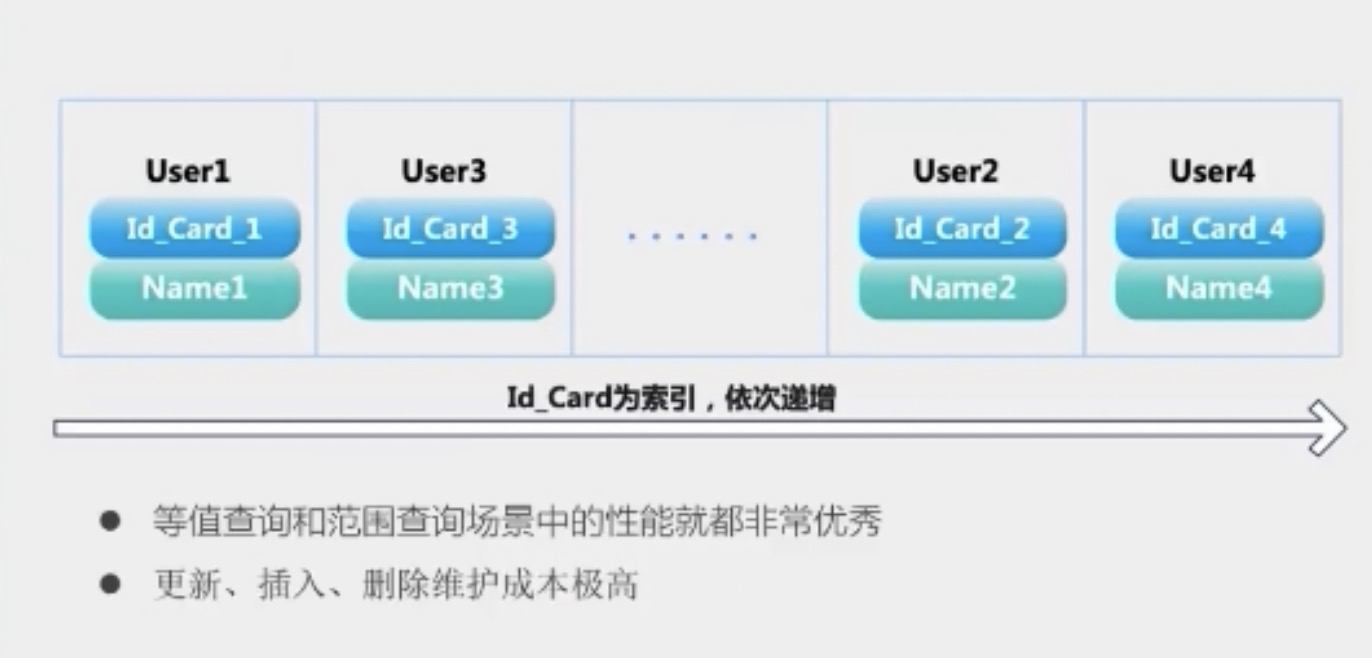 User1 User3 User2 User4
Id_Card_1 Id_Card_3 ...... Id_Card_2 Id_Card_4
Name1 Name3 Name2 Name4
Id_Card为索引，依次递增
● 等值查询和范围查询场景中的性能就都非常优秀
● 更新、插入、删除维护成本极高